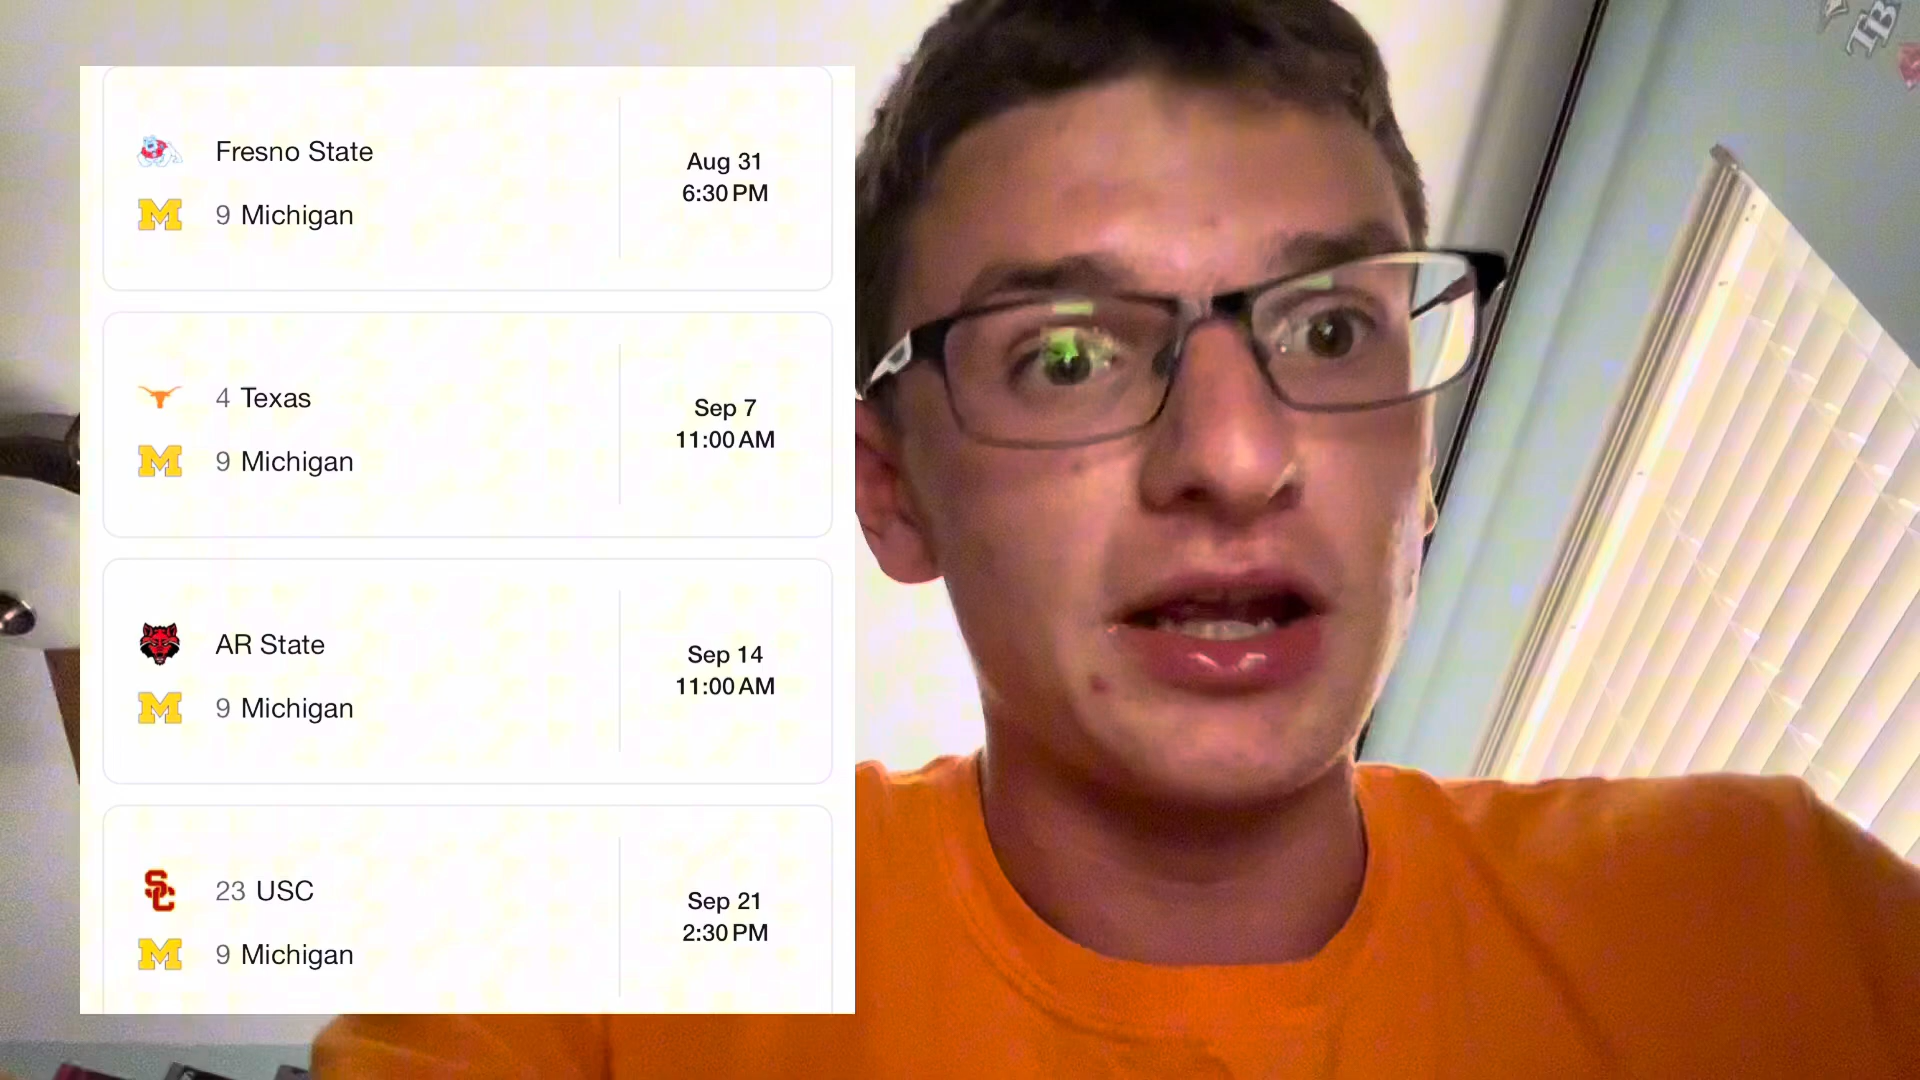 Fresno State
9 Michigan
Aug 31
6:30 PM
4 Texas
9 Michigan
Sep 7
11:00 AM
AR State
9 Michigan
Sep 14
11:00 AM
23 USC
9 Michigan
Sep 21
2:30 PM
TB